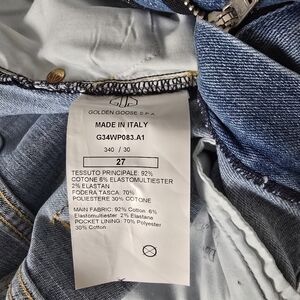 GOLDEN GOOSE S.P.A.
MADE IN ITALY
G34WP083.A1
340 / 30
27
TESSUTO PRINCIPALE: 92%
COTONE 6% ELASTOMULTIESTER
2% ELASTAN
FODERA TASCA: 70%
POLIESTERE 30% COTONE
MAIN FABRIC: 92% Cotton 6%
Elastomultiester 2% Elastane
POCKET LINING: 70% Polyester
30% Cotton